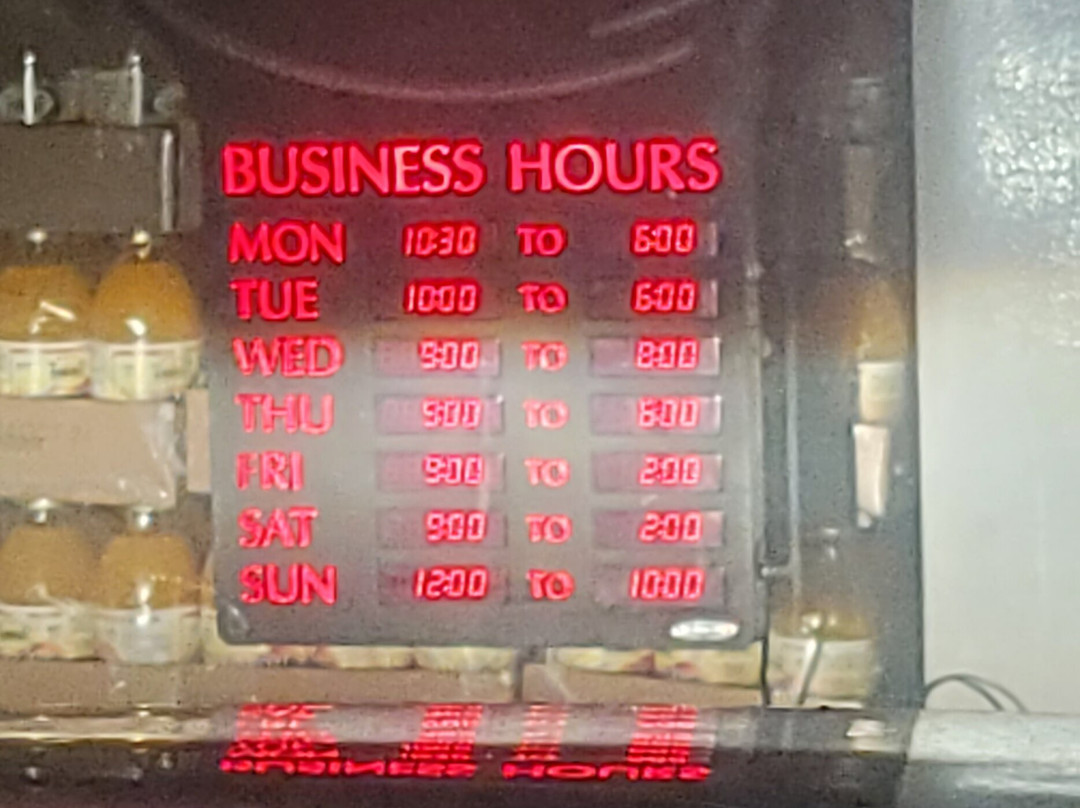 BUSINESS HOURS
MON 10:30 TO 6:00
TUE 10:00 TO 6:00
WED 9:00 TO 8:00
THU 9:00 TO 6:00
FRI 9:00 TO 2:00
SAT 9:00 TO 2:00
SUN 12:00 TO 10:00